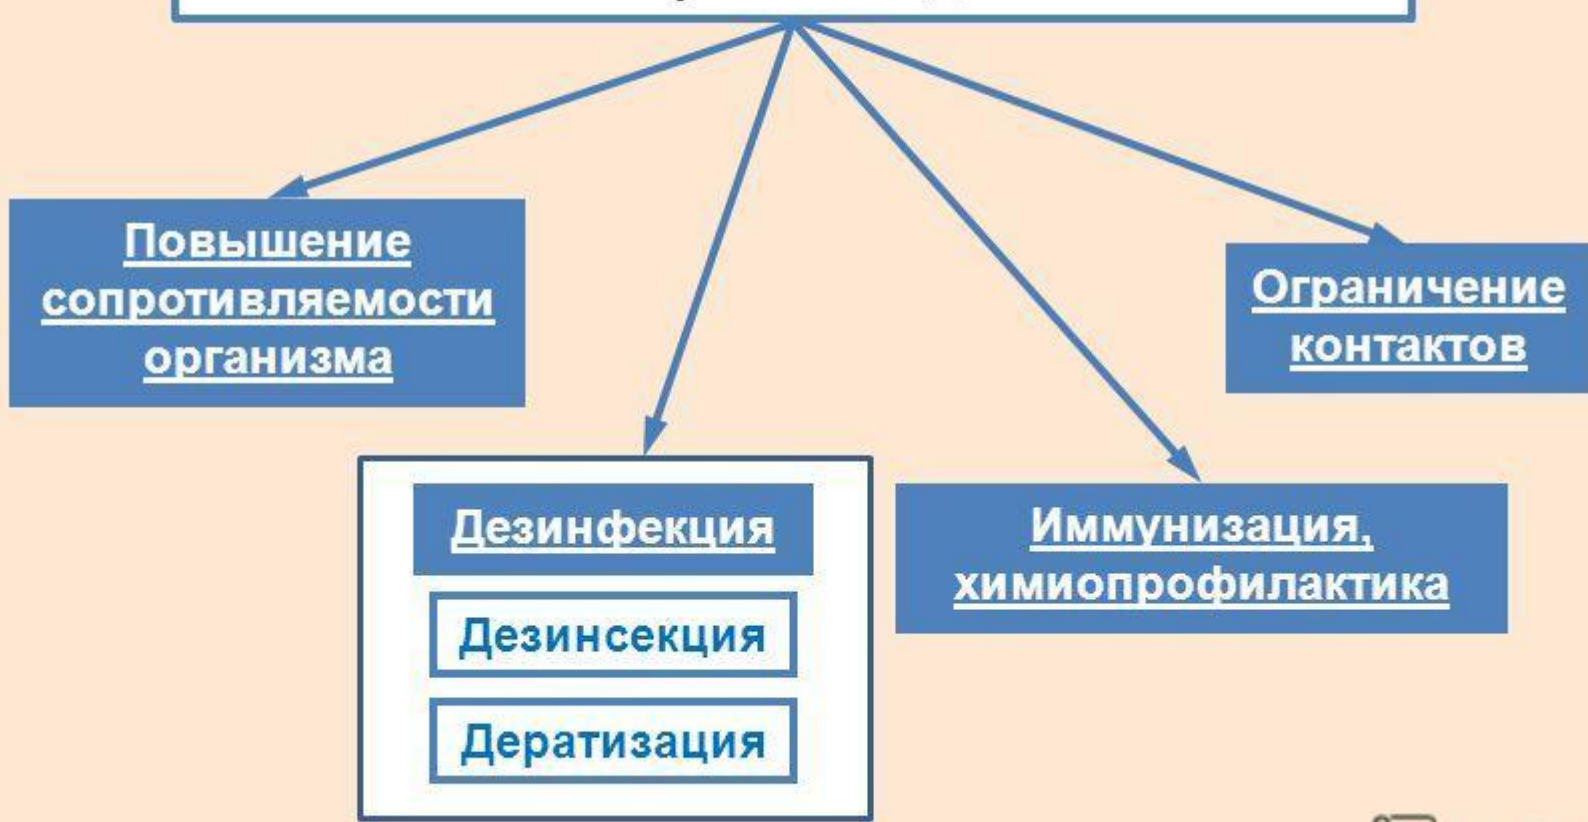 Повышение
сопротивляемости
организма
Ограничение
контактов
Дезинфекция
Дезинсекция
Дератизация
Иммунизация,
химиопрофилактика